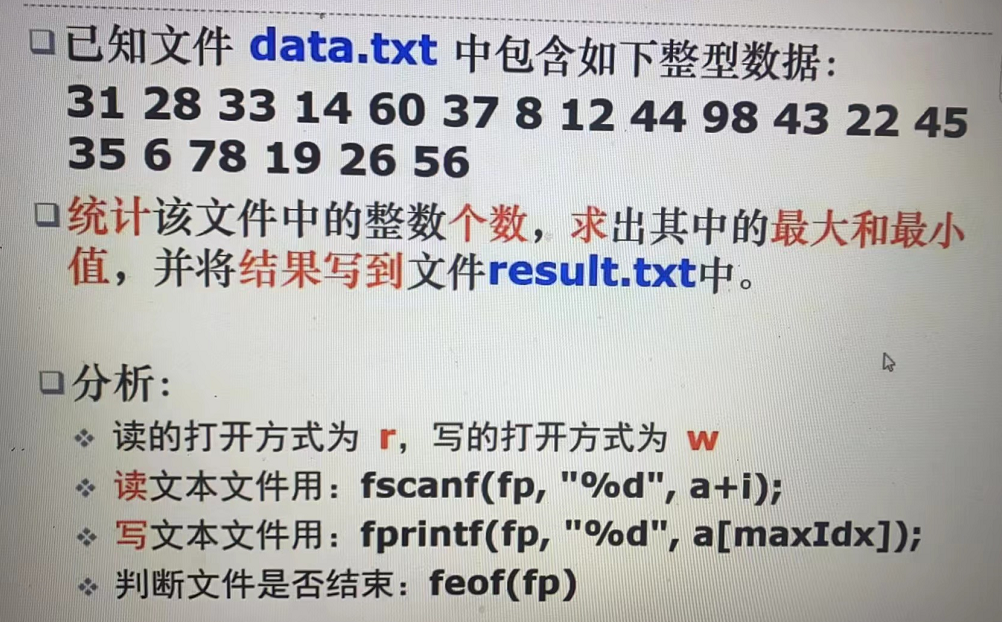 已知文件 data.txt 中包含如下整型数据：
31 28 33 14 60 37 8 12 44 98 43 22 45
35 6 78 19 26 56
统计该文件中的整数个数，求出其中的最大和最小
值，并将结果写到文件result.txt中。
分析：
读的打开方式为 r，写的打开方式为 w
读文本文件用：fscanf(fp, "%d", a+i);
写文本文件用：fprintf(fp, "%d", a[maxIdx]);
判断文件是否结束：feof(fp)